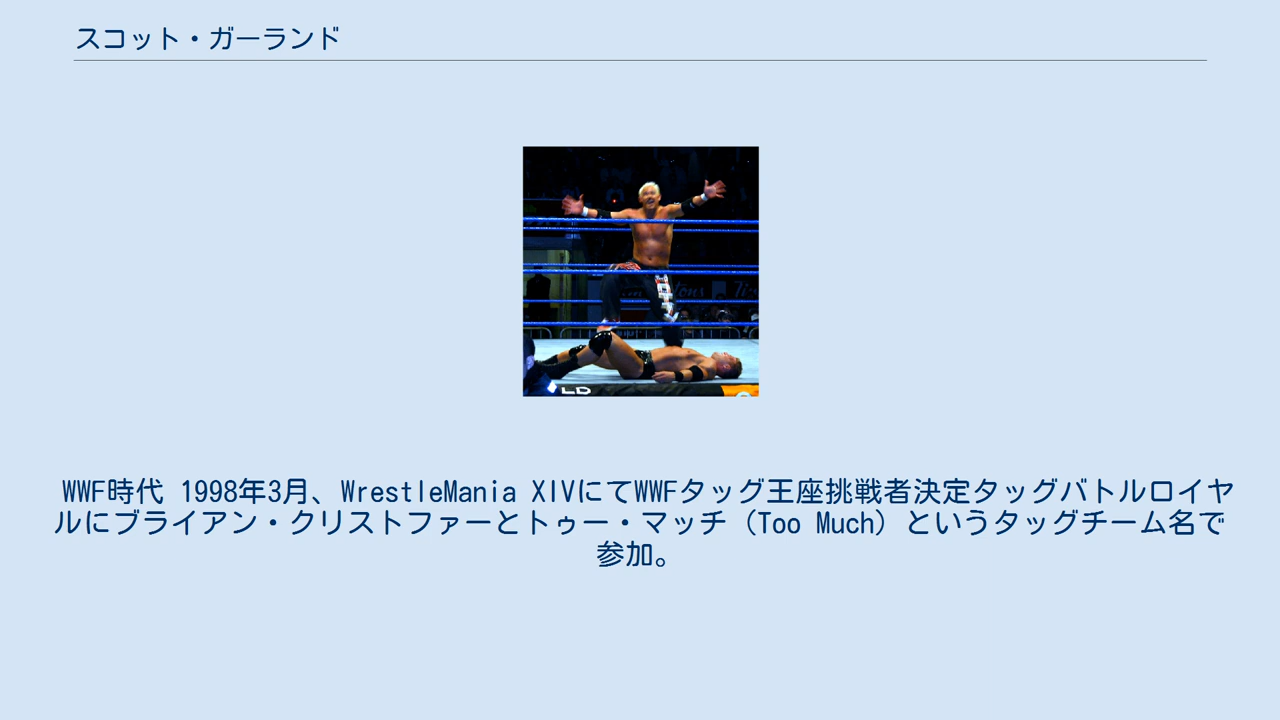 スコット・ガーランド
LD
WWF時代 1998年3月、WrestleMania XIVにてWWFタッグ王座挑戦者決定タッグバトルロイヤ
ルにブライアン・クリストファーとトゥー・マッチ（Too Much）というタッグチーム名で
参加。